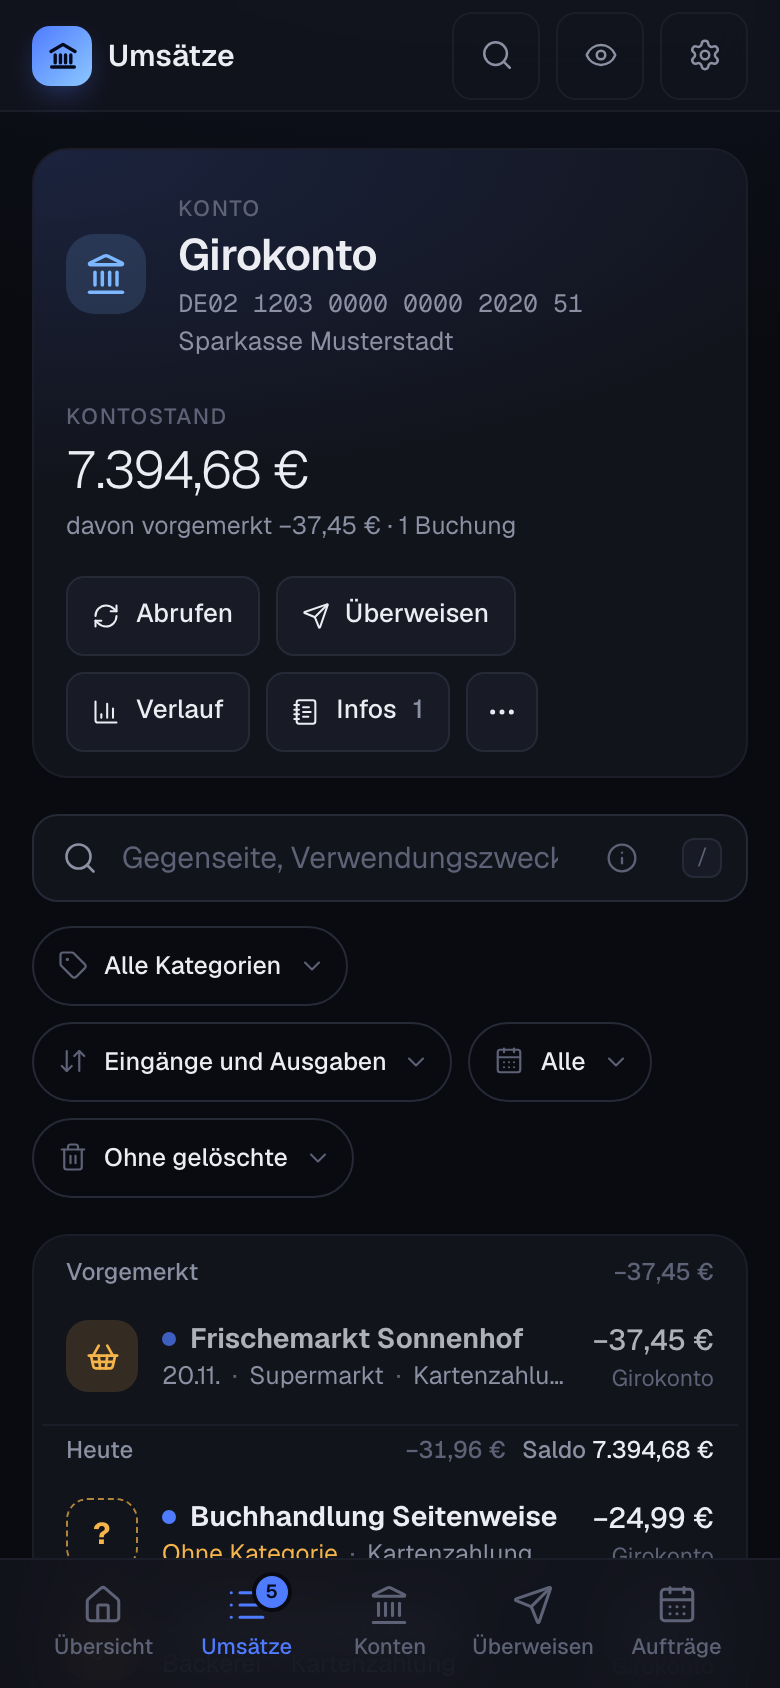 Umsätze
KONTO
Girokonto
DE02 1203 0000 0000 2020 51
Sparkasse Musterstadt
KONTOSTAND
7.394,68 €
davon vorgemerkt −37,45 € · 1 Buchung
Abrufen
Überweisen
Verlauf
Infos 1
Gegenseite, Verwendungszweck
/
Alle Kategorien
Eingänge und Ausgaben
Alle
Ohne gelöschte
Vorgemerkt −37,45 €
Frischemarkt Sonnenhof −37,45 €
20.11. · Supermarkt · Kartenzahlu... Girokonto
Heute −31,96 € Saldo 7.394,68 €
? Buchhandlung Seitenweise −24,99 €
Ohne Kategorie · Kartenzahlung Girokonto
5
Übersicht Umsätze Konten Überweisen Aufträge
Bäckerei · Kartenzahlung Girokonto